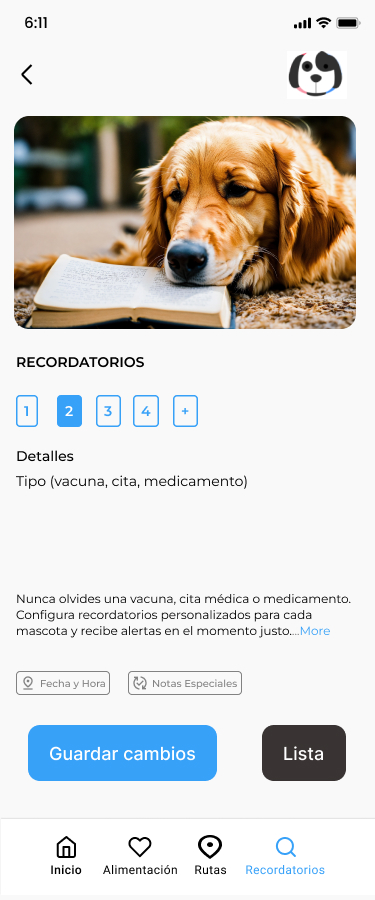 6:11
RECORDATORIOS
1 2 3 4 +
Detalles
Tipo (vacuna, cita, medicamento)
Nunca olvides una vacuna, cita médica o medicamento.
Configura recordatorios personalizados para cada
mascota y recibe alertas en el momento justo....More
Fecha y Hora Notas Especiales
Guardar cambios Lista
Inicio Alimentación Rutas Recordatorios